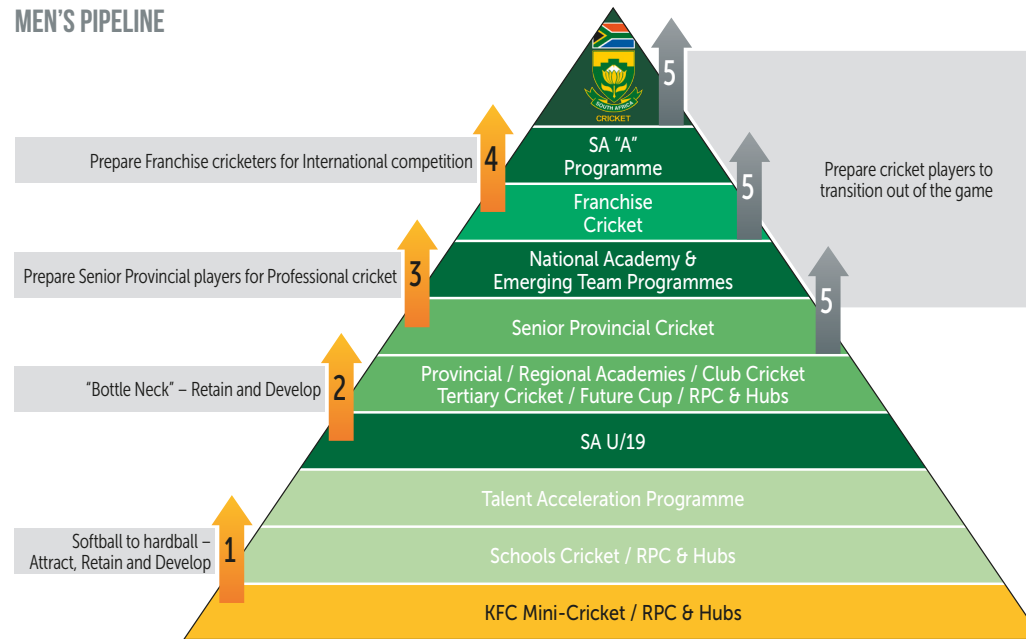 MEN'S PIPELINE
SOUTH AFRICA
CRICKET
5
Prepare Franchise cricketers for International competition
4
SA “A”
Programme
5
Prepare cricket players to
transition out of the game
Franchise
Cricket
Prepare Senior Provincial players for Professional cricket
3
National Academy &
Emerging Team Programmes
5
Senior Provincial Cricket
“Bottle Neck” – Retain and Develop
2
Provincial / Regional Academies / Club Cricket
Tertiary Cricket / Future Cup / RPC & Hubs
SA U/19
Talent Acceleration Programme
Softball to hardball –
Attract, Retain and Develop
1
Schools Cricket / RPC & Hubs
KFC Mini-Cricket / RPC & Hubs